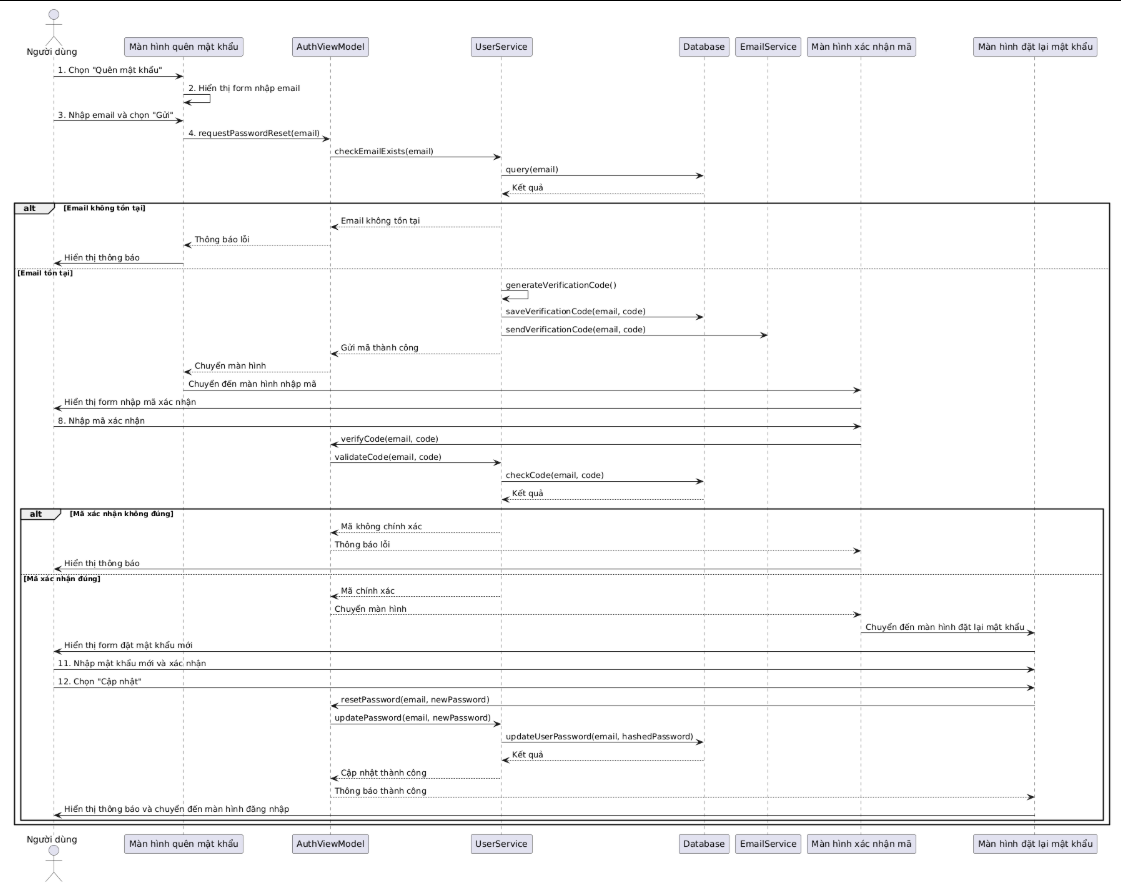 Người dùng
Màn hình quên mật khẩu
AuthViewModel
UserService
Database
EmailService
Màn hình xác nhận mã
Màn hình đặt lại mật khẩu
1. Chọn "Quên mật khẩu"
2. Hiển thị form nhập email
3. Nhập email và chọn "Gửi"
4. requestPasswordReset(email)
checkEmailExists(email)
query(email)
Kết quả
alt [Email không tồn tại]
Email không tồn tại
Thông báo lỗi
Hiển thị thông báo
[Email tồn tại]
generateVerificationCode()
saveVerificationCode(email, code)
sendVerificationCode(email, code)
Gửi mã thành công
Chuyển màn hình
Chuyển đến màn hình nhập mã
Hiển thị form nhập mã xác nhận
8. Nhập mã xác nhận
verifyCode(email, code)
validateCode(email, code)
checkCode(email, code)
Kết quả
alt [Mã xác nhận không đúng]
Mã không chính xác
Thông báo lỗi
Hiển thị thông báo
[Mã xác nhận đúng]
Mã chính xác
Chuyển màn hình
Chuyển đến màn hình đặt lại mật khẩu
Hiển thị form đặt mật khẩu mới
11. Nhập mật khẩu mới và xác nhận
12. Chọn "Cập nhật"
resetPassword(email, newPassword)
updatePassword(email, newPassword)
updateUserPassword(email, hashedPassword)
Kết quả
Cập nhật thành công
Thông báo thành công
Hiển thị thông báo và chuyển đến màn hình đăng nhập
Người dùng
Màn hình quên mật khẩu
AuthViewModel
UserService
Database
EmailService
Màn hình xác nhận mã
Màn hình đặt lại mật khẩu